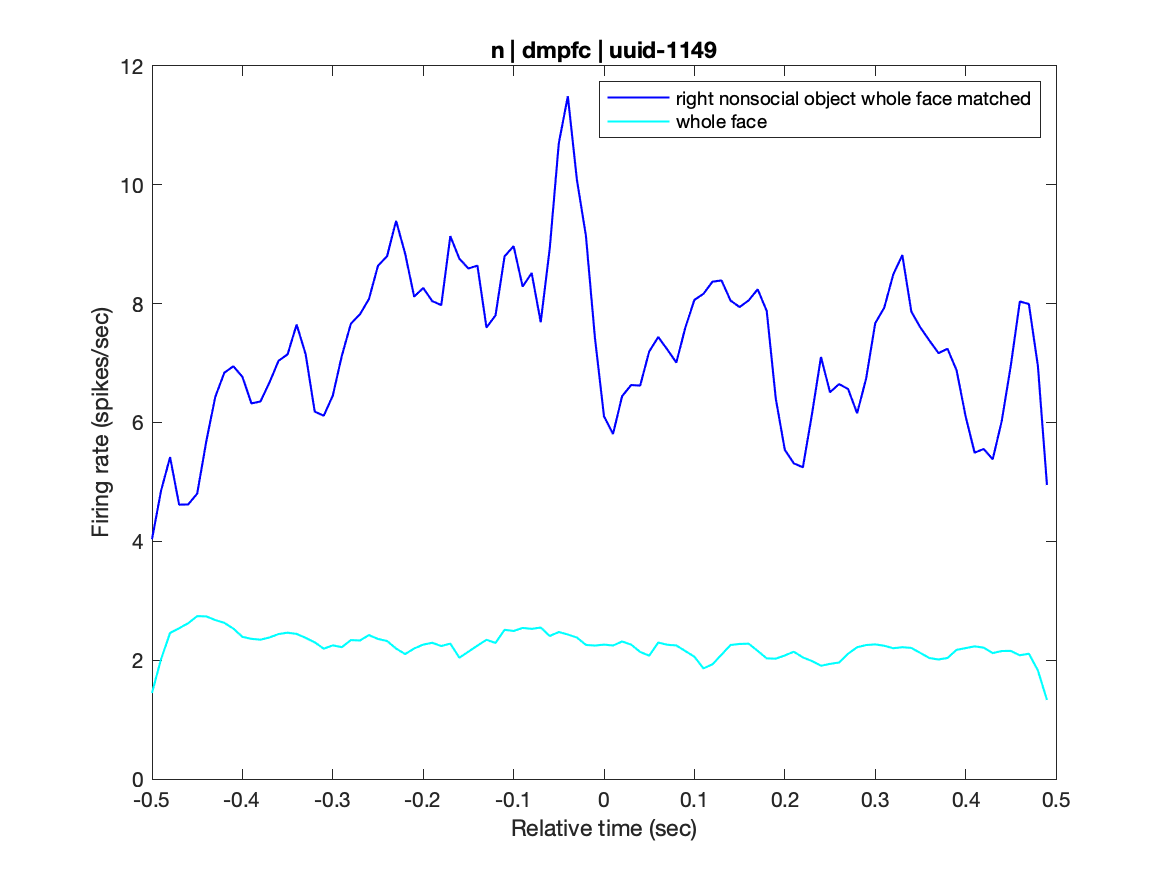 n | dmpfc | uuid-1149
right nonsocial object whole face matched
whole face
Firing rate (spikes/sec)
12
10
8
6
4
2
0
-0.5 -0.4 -0.3 -0.2 -0.1 0 0.1 0.2 0.3 0.4 0.5
Relative time (sec)